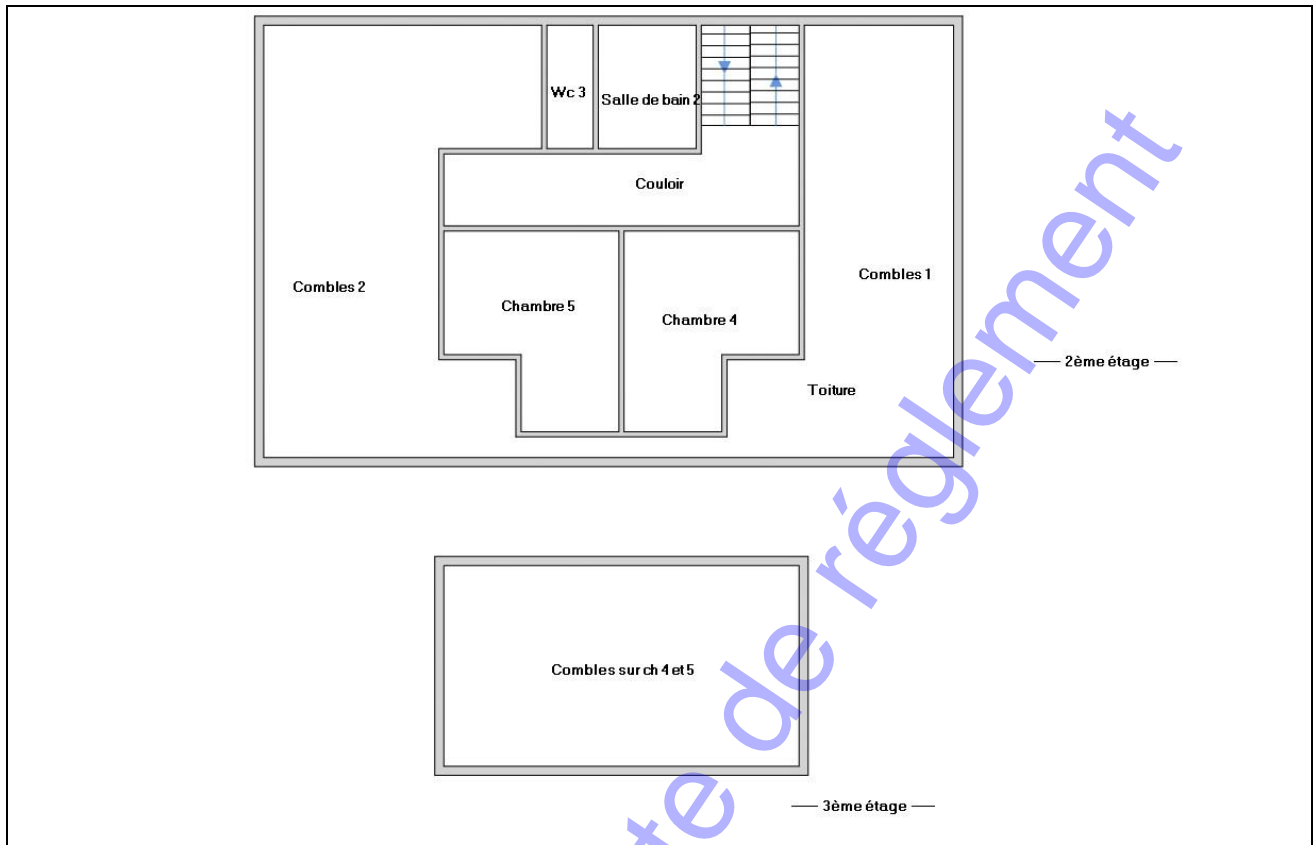 Wc 3
Salle de bain 2
Couloir
Combles 2
Combles 1
Chambre 5
Chambre 4
2ème étage
Toiture
Combles sur ch 4 et 5
3ème étage
te de réglement